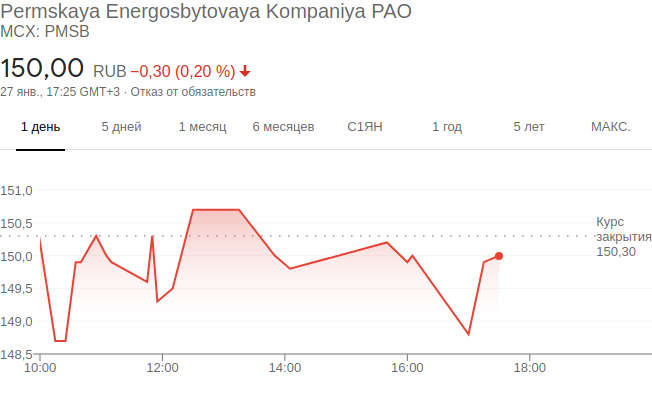 Permskaya Energosbytovaya Kompaniya PAO
MCX: PMSB
150,00 RUB −0,30 (0,20 %)
27 янв., 17:25 GMT+3 · Отказ от обязательств
1 день 5 дней 1 месяц 6 месяцев С1ЯН 1 год 5 лет МАКС.
151,0
150,5
Курс
закрытия
150,30
150,0
149,5
149,0
148,5
10:00 12:00 14:00 16:00 18:00